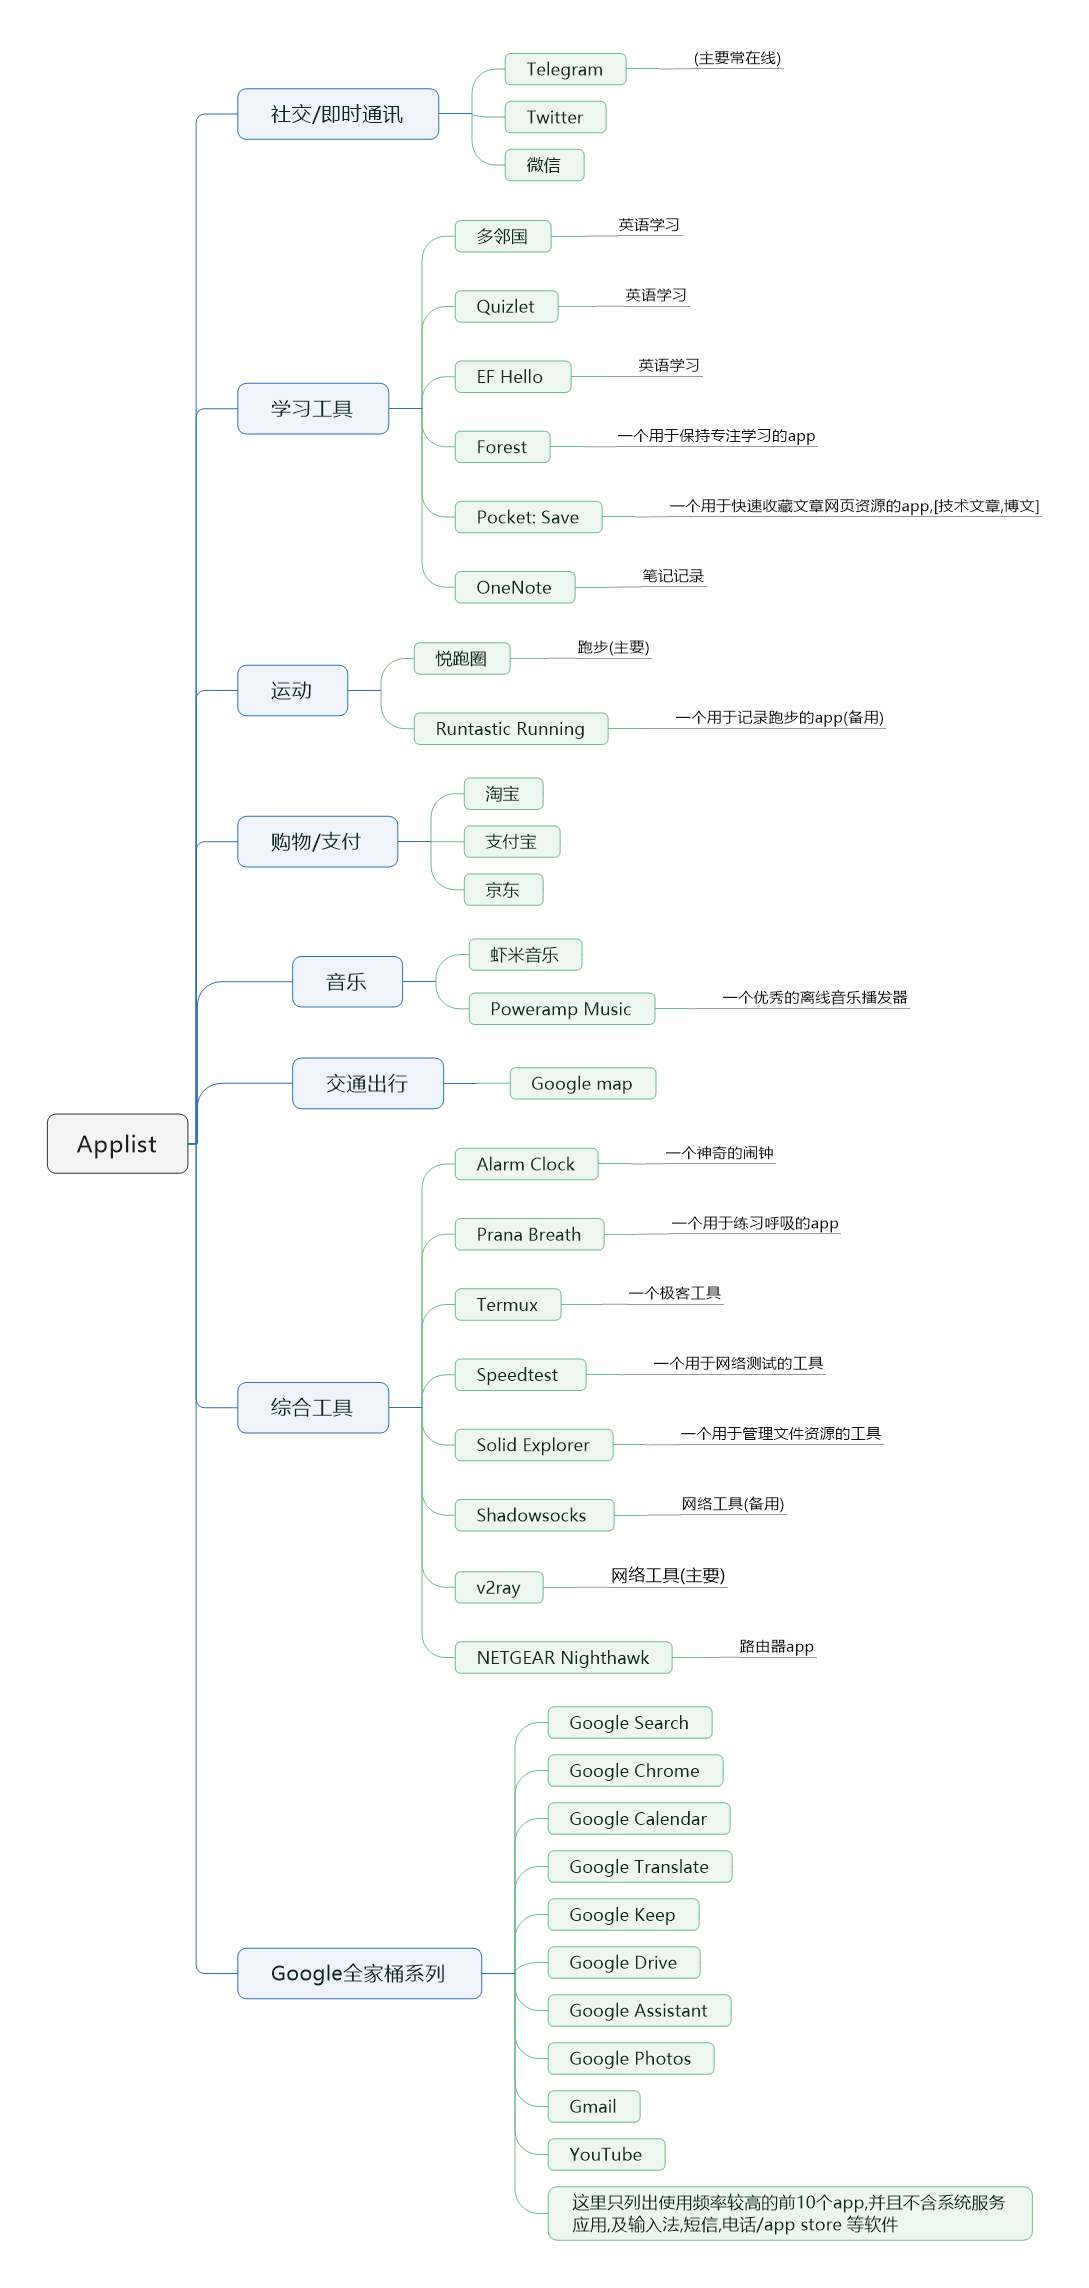 Applist
社交/即时通讯
Telegram
(主要常在线)
Twitter
微信
学习工具
多邻国
英语学习
Quizlet
英语学习
EF Hello
英语学习
Forest
一个用于保持专注学习的app
Pocket: Save
一个用于快速收藏文章网页资源的app,[技术文章,博文]
OneNote
笔记记录
运动
悦跑圈
跑步(主要)
Runtastic Running
一个用于记录跑步的app(备用)
购物/支付
淘宝
支付宝
京东
音乐
虾米音乐
Poweramp Music
一个优秀的离线音乐播发器
交通出行
Google map
综合工具
Alarm Clock
一个神奇的闹钟
Prana Breath
一个用于练习呼吸的app
Termux
一个极客工具
Speedtest
一个用于网络测试的工具
Solid Explorer
一个用于管理文件资源的工具
Shadowsocks
网络工具(备用)
v2ray
网络工具(主要)
NETGEAR Nighthawk
路由器app
Google全家桶系列
Google Search
Google Chrome
Google Calendar
Google Translate
Google Keep
Google Drive
Google Assistant
Google Photos
Gmail
YouTube
这里只列出使用频率较高的前10个app,并且不含系统服务
应用,及输入法,短信,电话/app store 等软件